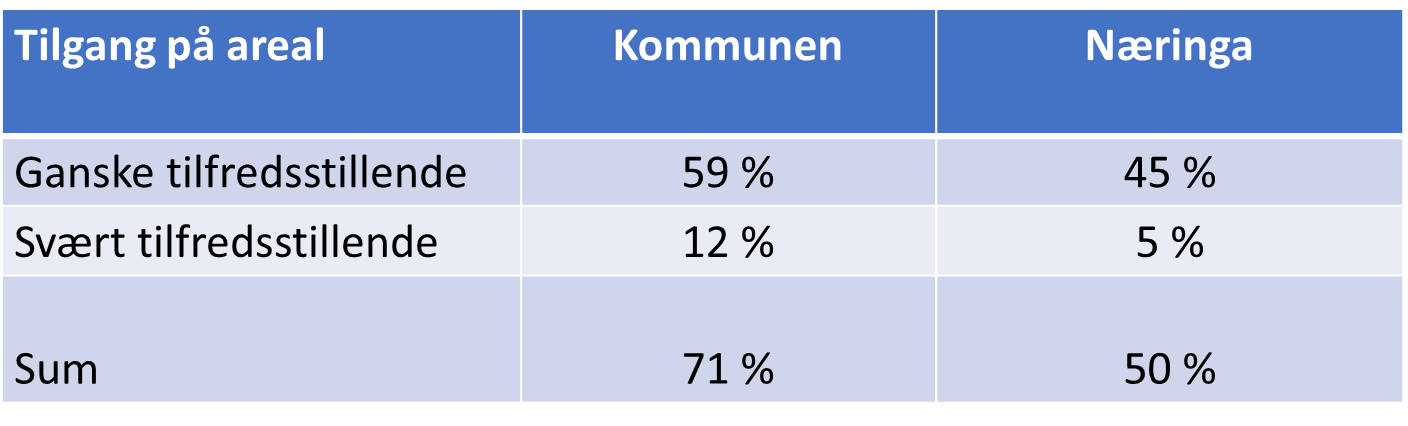 Tilgang på areal Kommunen Næringa
Ganske tilfredsstillende 59 % 45 %
Svært tilfredsstillende 12 % 5 %
Sum 71 % 50 %